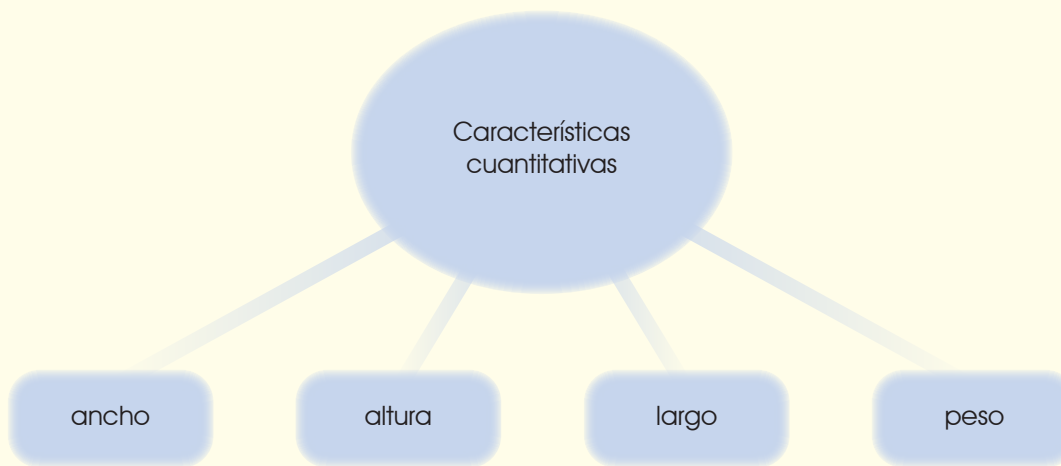 Características
cuantitativas
ancho
altura
largo
peso